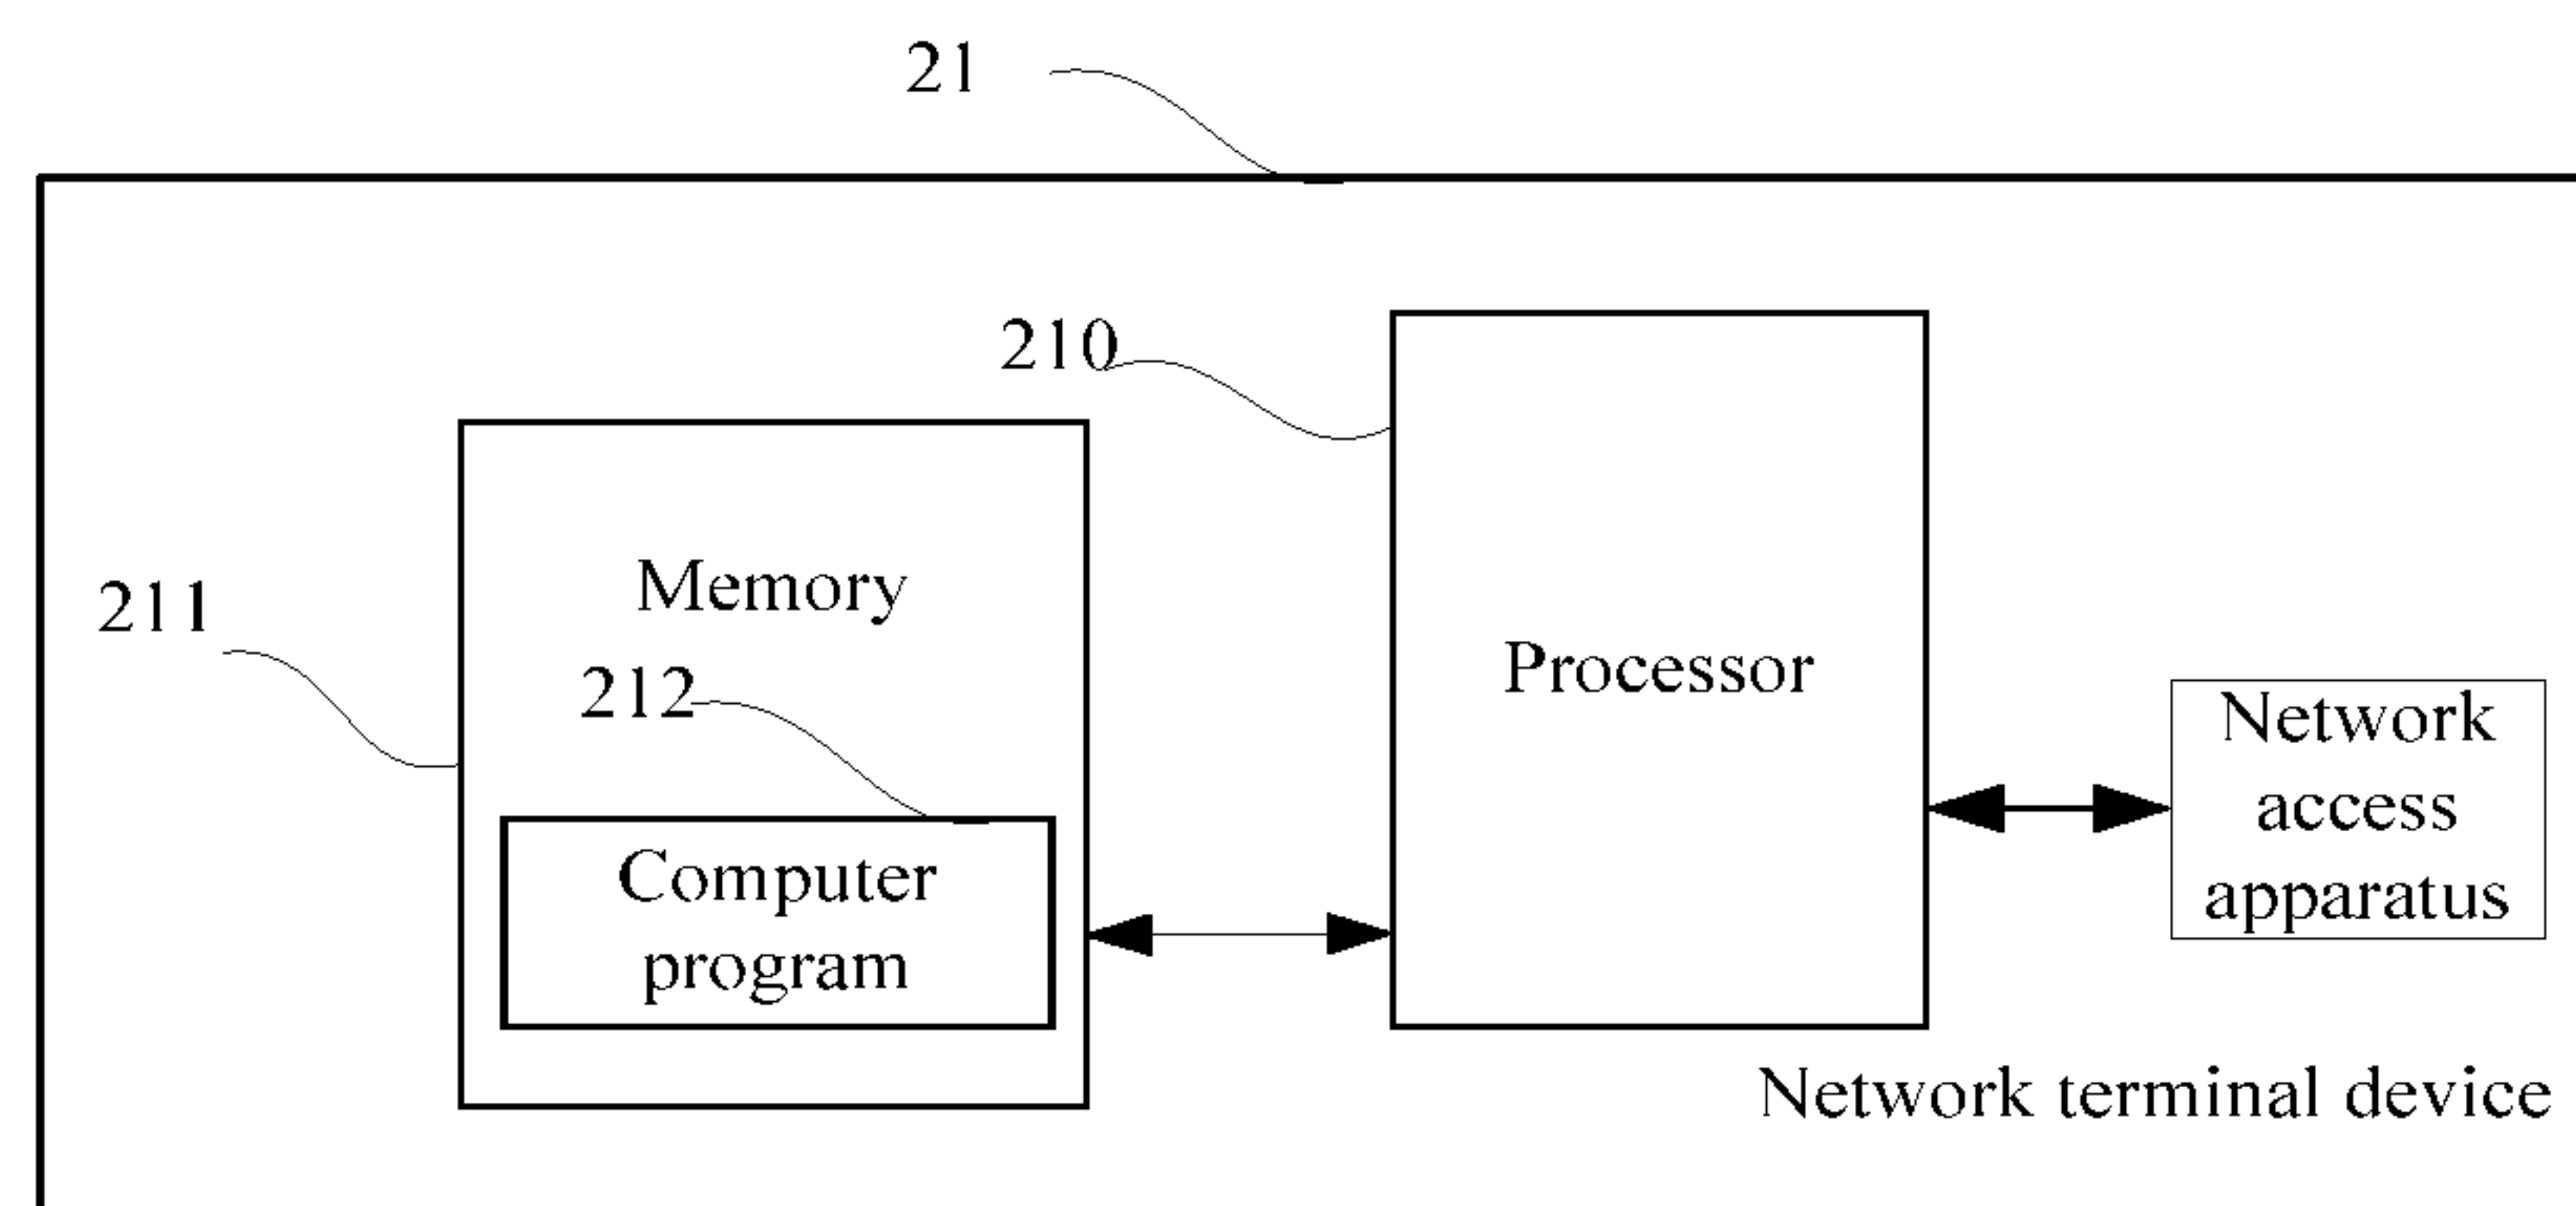 21
210
Memory
211
Processor
212
Network
access
apparatus
Computer
program
Network terminal device